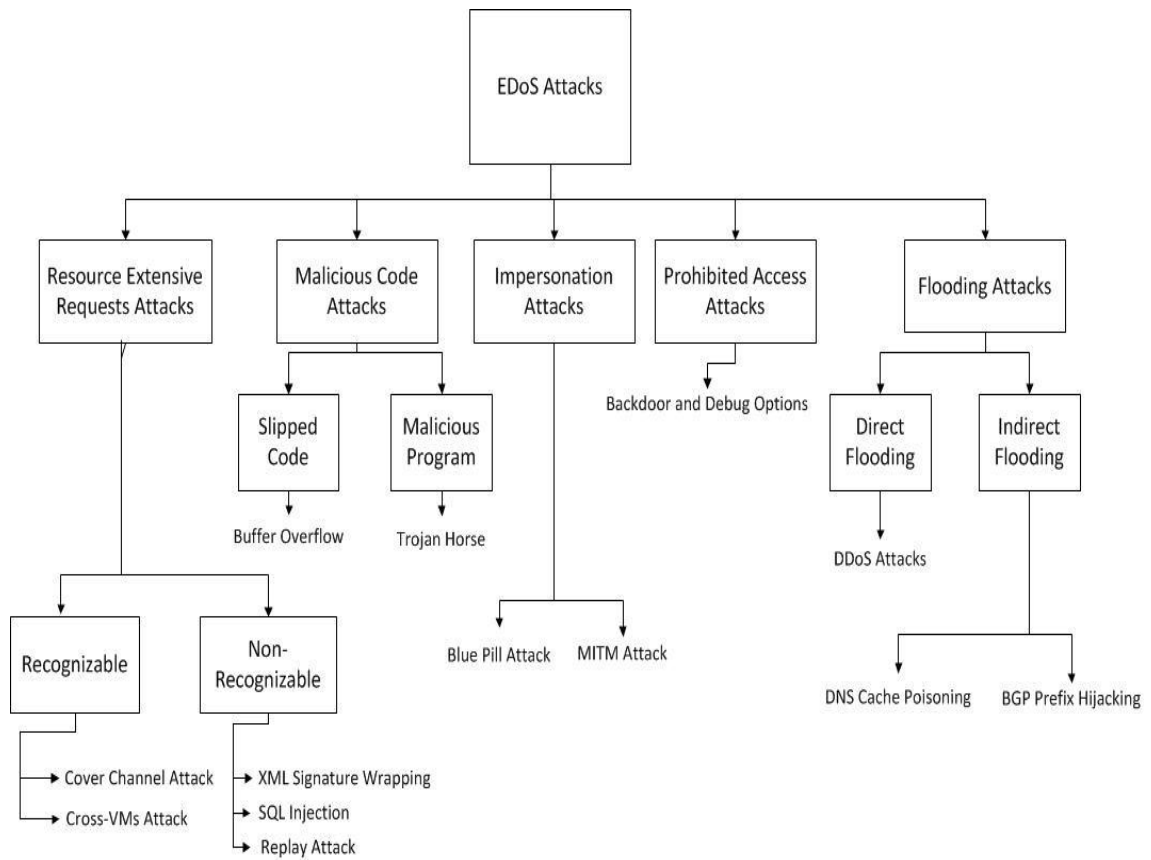 EDoS Attacks
Resource Extensive
Requests Attacks
Malicious Code
Attacks
Impersonation
Attacks
Prohibited Access
Attacks
Flooding Attacks
Slipped
Code
Malicious
Program
Backdoor and Debug Options
Direct
Flooding
Indirect
Flooding
Buffer Overflow
Trojan Horse
DDoS Attacks
Recognizable
Non-
Recognizable
Blue Pill Attack
MITM Attack
DNS Cache Poisoning
BGP Prefix Hijacking
Cover Channel Attack
Cross-VMs Attack
XML Signature Wrapping
SQL Injection
Replay Attack